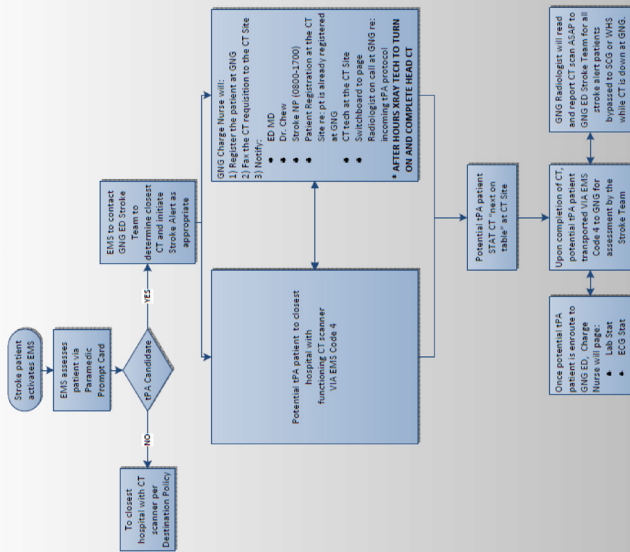 Stroke patient
activates EMS
EMS assesses
patient via
Paramedic
Prompt Card
tPA Candidate
NO
YES
To closest
hospital with CT
scanner per
Destination Policy
EMS to contact
GNG ED Stroke
Team to
determine closest
CT and initiate
Stroke Alert as
appropriate
Potential tPA patient to closest
hospital with
functioning CT scanner
VIA EMS Code 4
GNG Charge Nurse will:
1) Register the patient at GNG
2) Fax the CT requisition to the CT Site
3) Notify:
ED MD
Dr. Chew
Stroke NP (0800-1700)
Patient Registration at the CT
Site re: pt is already registered
at GNG
CT tech at the CT Site
Switchboard to page
Radiologist on call at GNG re:
incoming tPA protocol
* AFTER HOURS XRAY TECH TO TURN
ON AND COMPLETE HEAD CT
Potential tPA patient
STAT CT "next on
table" at CT Site
Once potential tPA
patient is enroute to
GNG ED, Charge
Nurse will page:
Lab Stat
ECG Stat
Upon completion of CT,
potential tPA patient
transported VIA EMS
Code 4 to GNG for
assessment by the
Stroke Team
GNG Radiologist will read
and report CT scan ASAP to
GNG ED Stroke Team for all
stroke alert patients
bypassed to SCG or WHS
while CT is down at GNG.